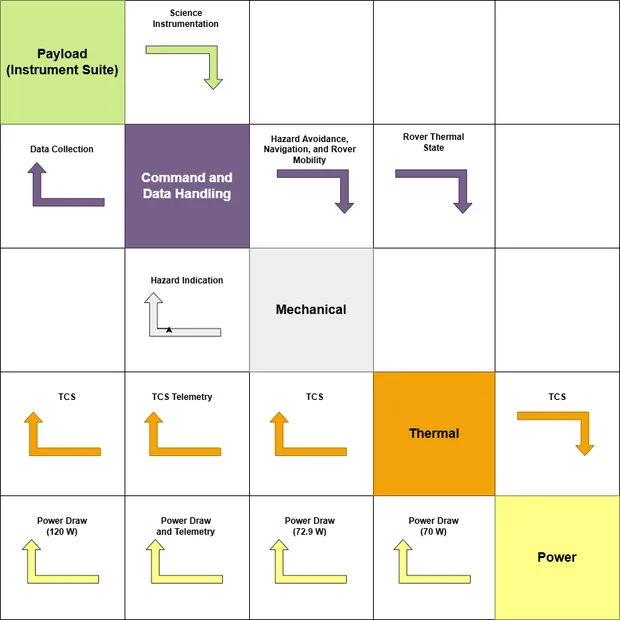 Science
Instrumentation
Payload
(Instrument Suite)
Data Collection
Command and
Data Handling
Hazard Avoidance,
Navigation, and Rover
Mobility
Rover Thermal
State
Hazard Indication
Mechanical
TCS
TCS Telemetry
TCS
Thermal
TCS
Power Draw
(120 W)
Power Draw
and Telemetry
Power Draw
(72.9 W)
Power Draw
(70 W)
Power